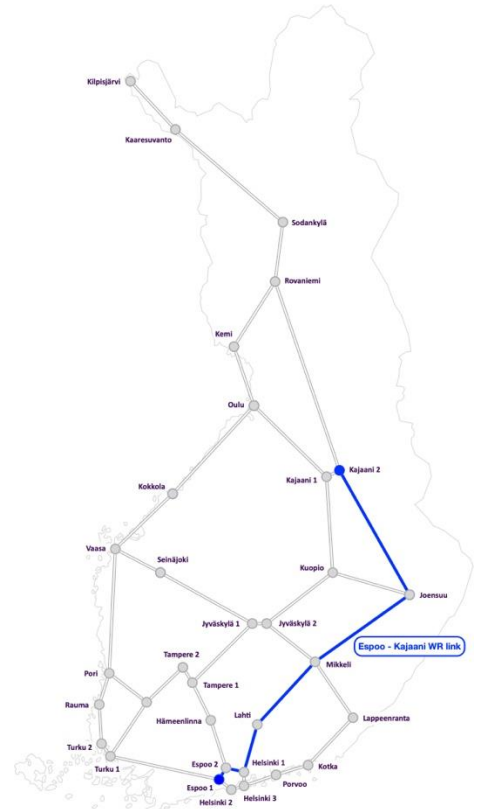 Kilpisjärvi
Kaaresuvanto
Sodankylä
Rovaniemi
Kemi
Oulu
Kajaani 2
Kajaani 1
Kokkola
Vaasa
Seinäjoki
Kuopio
Joensuu
Jyväskylä 1
Jyväskylä 2
Espoo - Kajaani WR link
Tampere 2
Mikkeli
Pori
Tampere 1
Rauma
Hämeenlinna
Lahti
Lappeenranta
Turku 2
Turku 1
Espoo 2
Helsinki 1
Kotka
Espoo 1
Porvoo
Helsinki 3
Helsinki 2